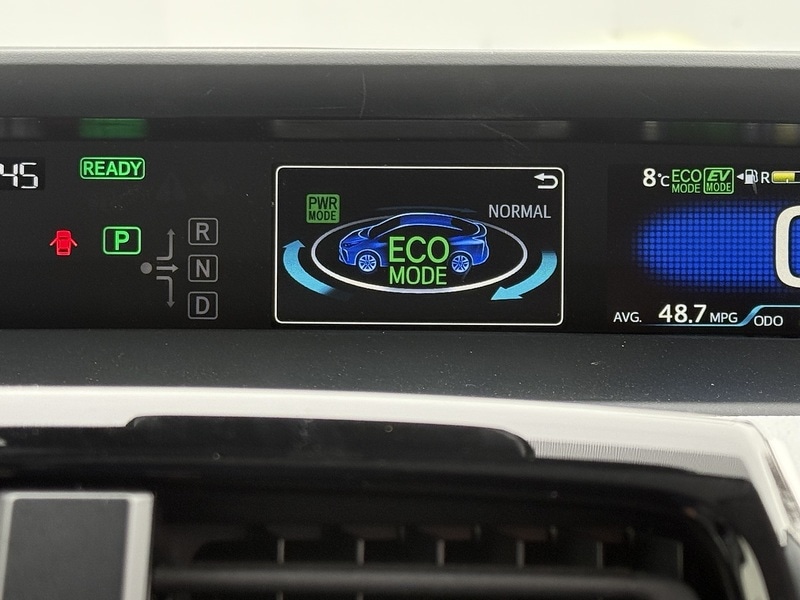 45
READY
P
R
N
D
PWR
MODE
NORMAL
ECO
MODE
8°C
ECO
MODE
EV
MODE
R
AVG. 48.7 MPG
ODO